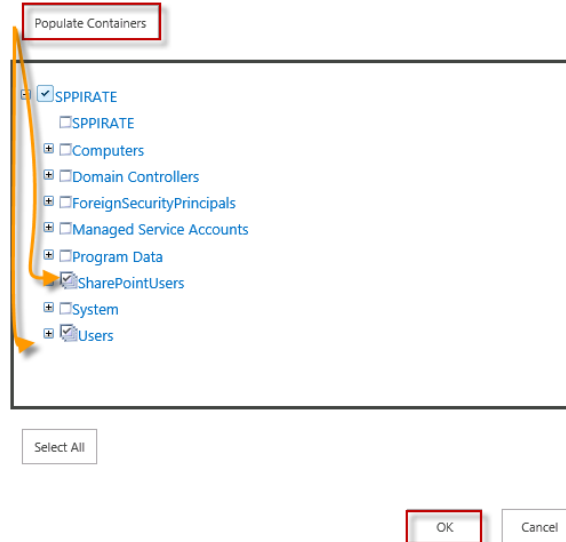 Populate Containers
SPPIRATE
SPPIRATE
Computers
Domain Controllers
ForeignSecurityPrincipals
Managed Service Accounts
Program Data
SharePointUsers
System
Users
Select All
OK Cancel